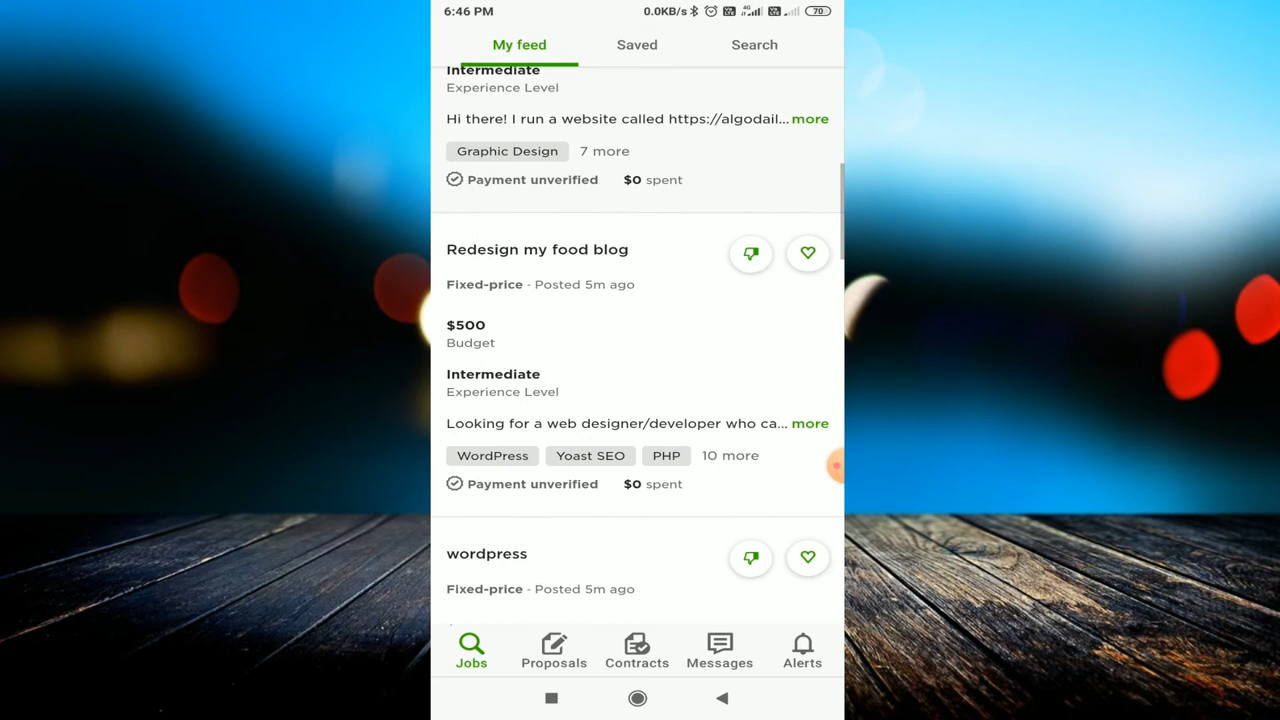 6:46 PM 0.0KB/s 4G 70
My feed Saved Search
Intermediate
Experience Level
Hi there! I run a website called https://algodail... more
Graphic Design 7 more
Payment unverified $0 spent
Redesign my food blog
Fixed-price - Posted 5m ago
$500
Budget
Intermediate
Experience Level
Looking for a web designer/developer who ca... more
WordPress Yoast SEO PHP 10 more
Payment unverified $0 spent
wordpress
Fixed-price - Posted 5m ago
Jobs Proposals Contracts Messages Alerts